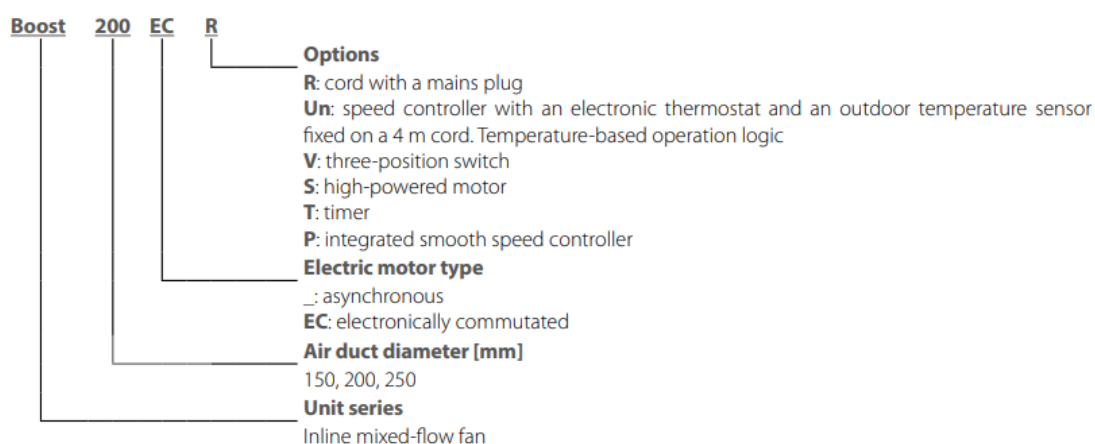 Boost 200 EC R
Options
R: cord with a mains plug
Un: speed controller with an electronic thermostat and an outdoor temperature sensor
fixed on a 4 m cord. Temperature-based operation logic
V: three-position switch
S: high-powered motor
T: timer
P: integrated smooth speed controller
Electric motor type
_: asynchronous
EC: electronically commutated
Air duct diameter [mm]
150, 200, 250
Unit series
Inline mixed-flow fan